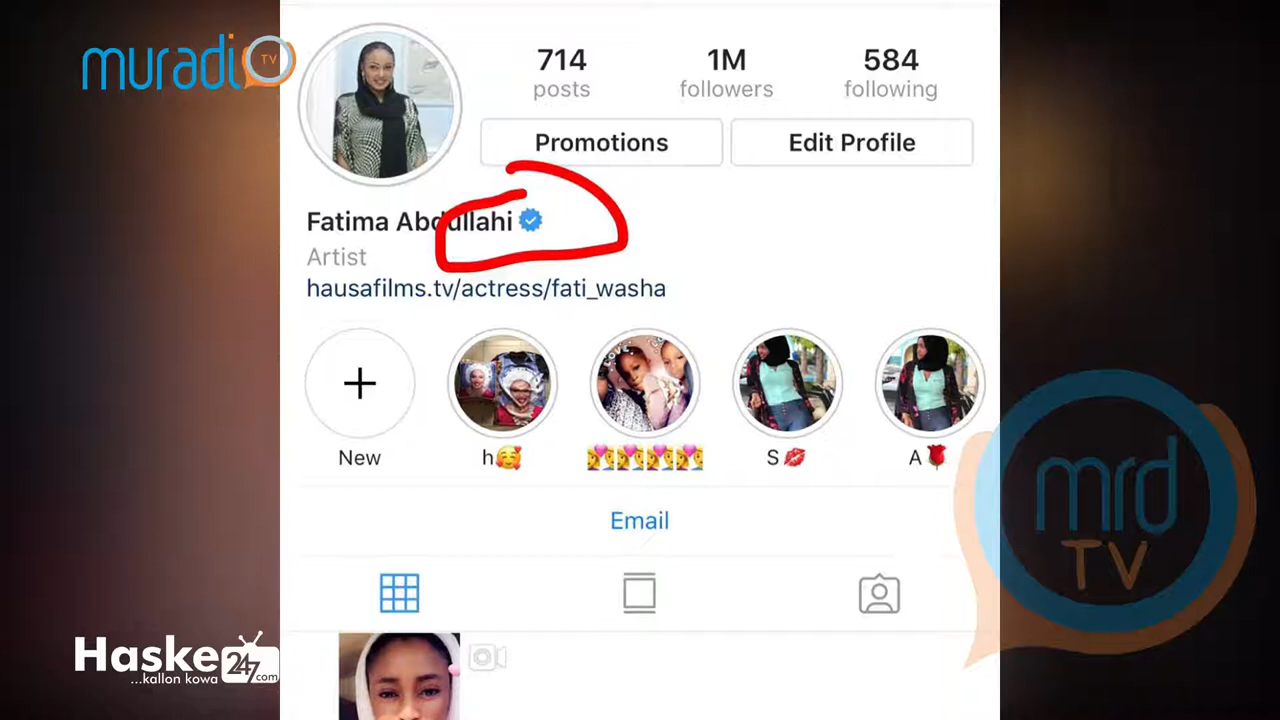 muradi TV
714 1M 584
posts followers following
Promotions Edit Profile
Fatima Abdullahi
Artist
hausafilms.tv/actress/fati_washa
New h🥰 S💋 A🌹
Email
mrd
TV
Haske
247.com
...kallon kowa